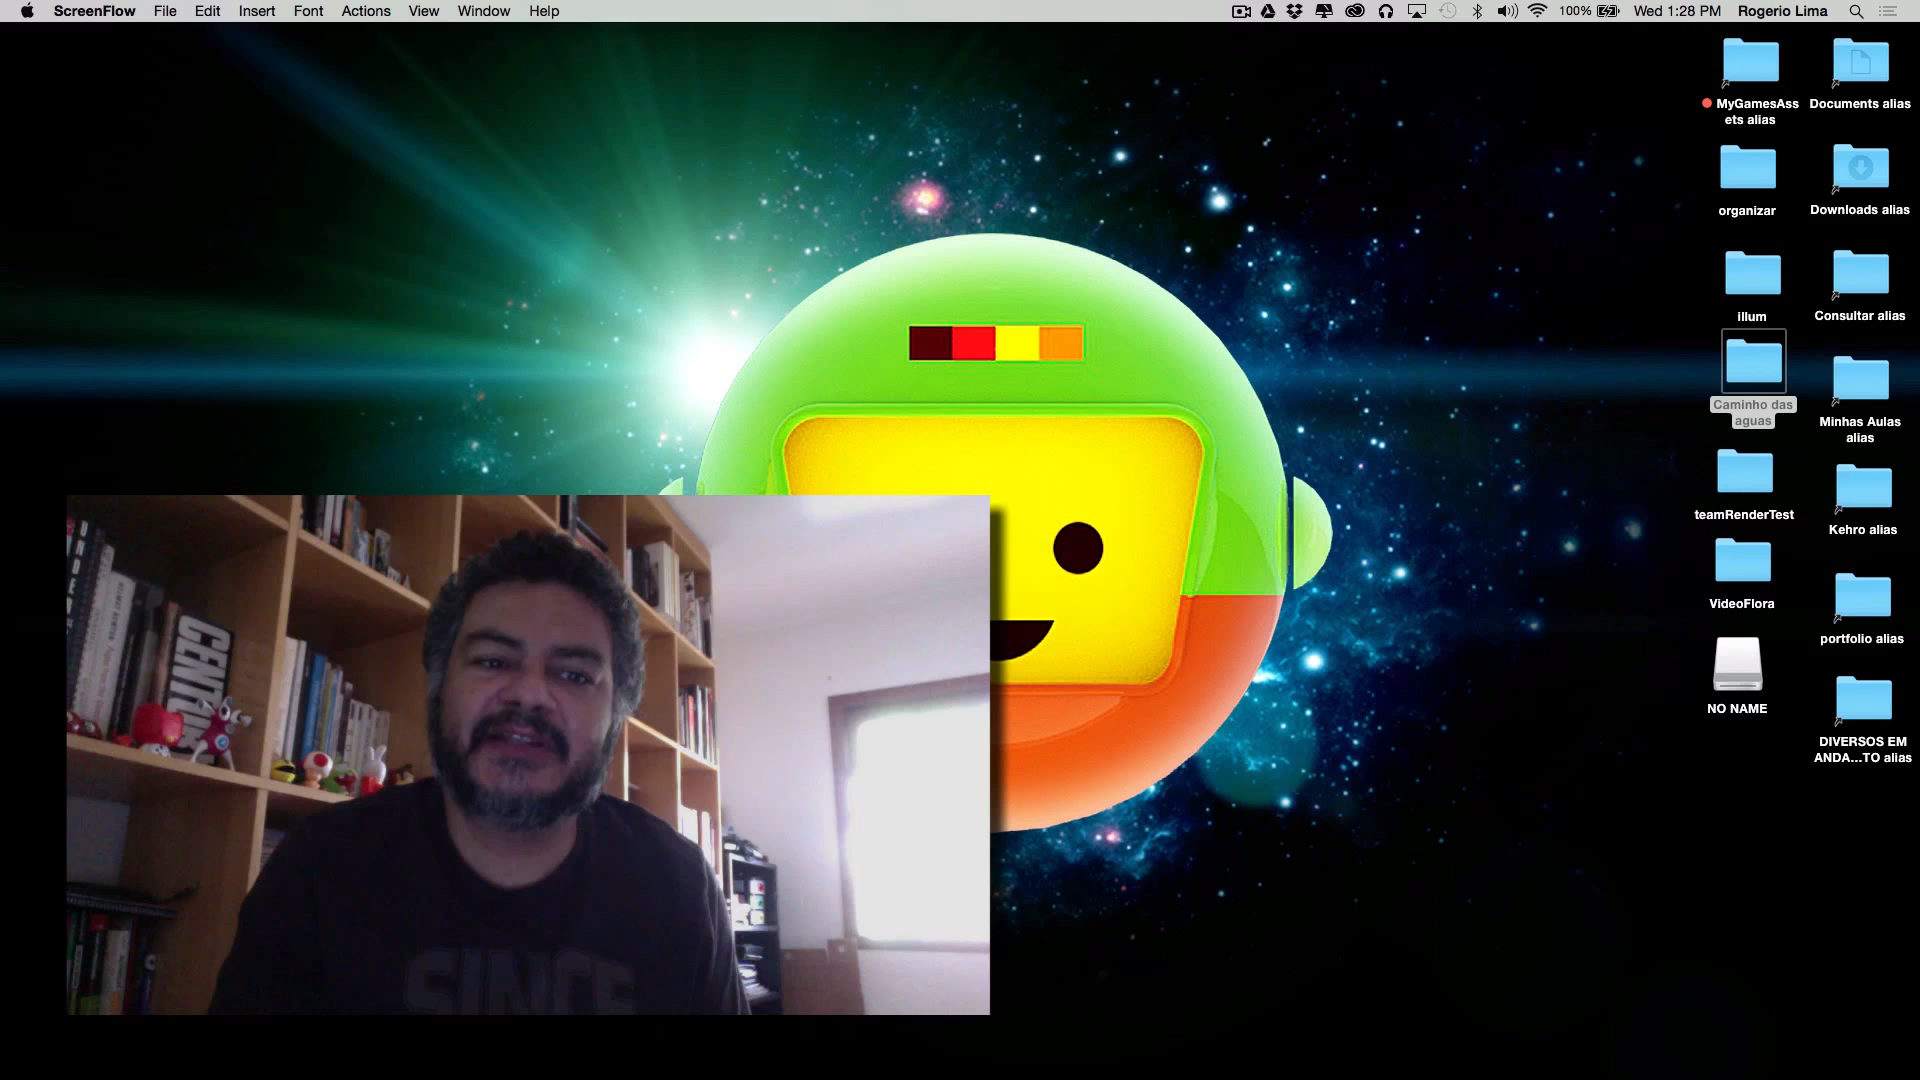 ScreenFlow File Edit Insert Font Actions View Window Help 100% Wed 1:28 PM Rogerio Lima
MyGamesAss
ets alias
Documents alias
organizar
Downloads alias
illum
Consultar alias
Caminho das
aguas
Minhas Aulas
alias
teamRenderTest
Kehro alias
VideoFlora
portfolio alias
NO NAME
DIVERSOS EM
ANDA...TO alias
SINCE